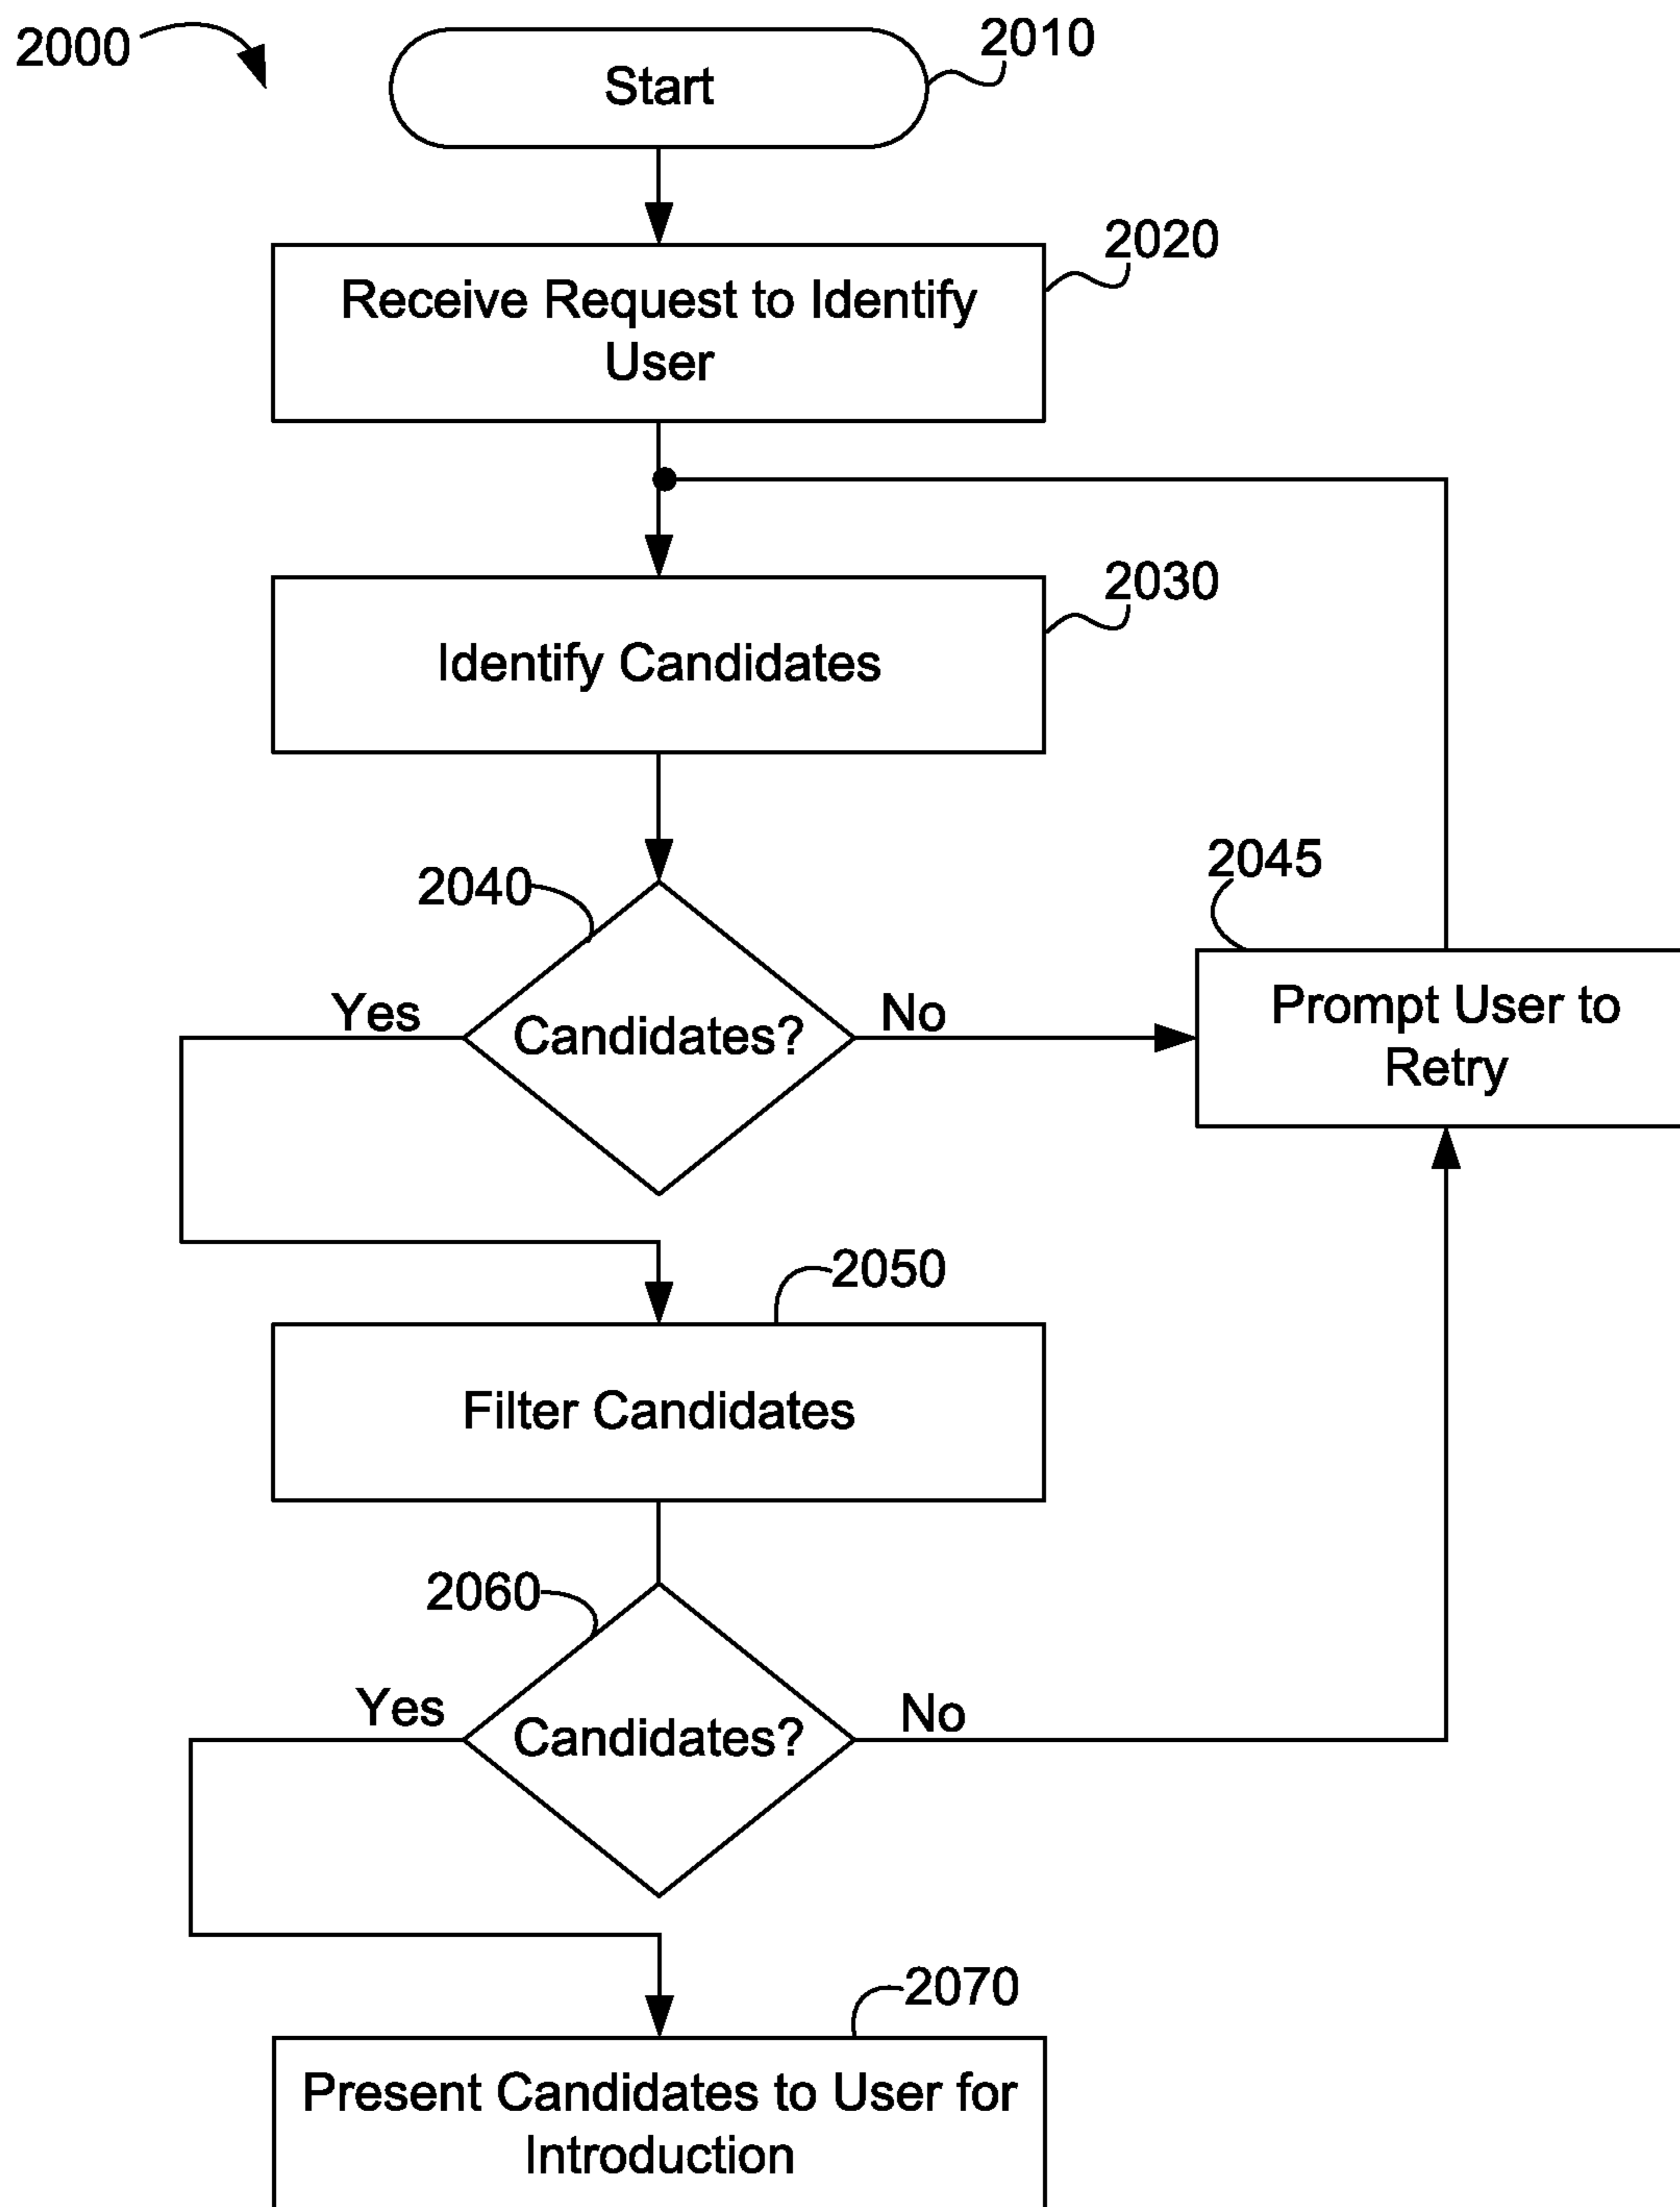 2000
2010
Start
2020
Receive Request to Identify
User
2030
Identify Candidates
2040
2045
Yes
Candidates?
No
Prompt User to
Retry
2050
Filter Candidates
2060
Yes
Candidates?
No
2070
Present Candidates to User for
Introduction